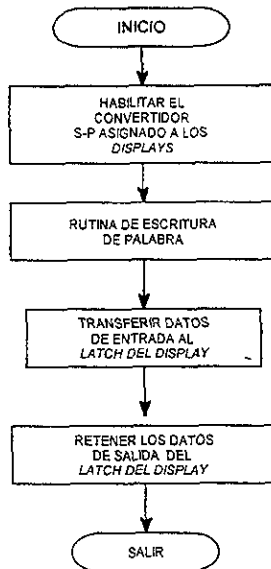 INICIO
HABILITAR EL
CONVERTIDOR
S-P ASIGNADO A LOS
DISPLAYS
RUTINA DE ESCRITURA
DE PALABRA
TRANSFERIR DATOS
DE ENTRADA AL
LATCH DEL DISPLAY
RETENER LOS DATOS
DE SALIDA DEL
LATCH DEL DISPLAY
SALIR